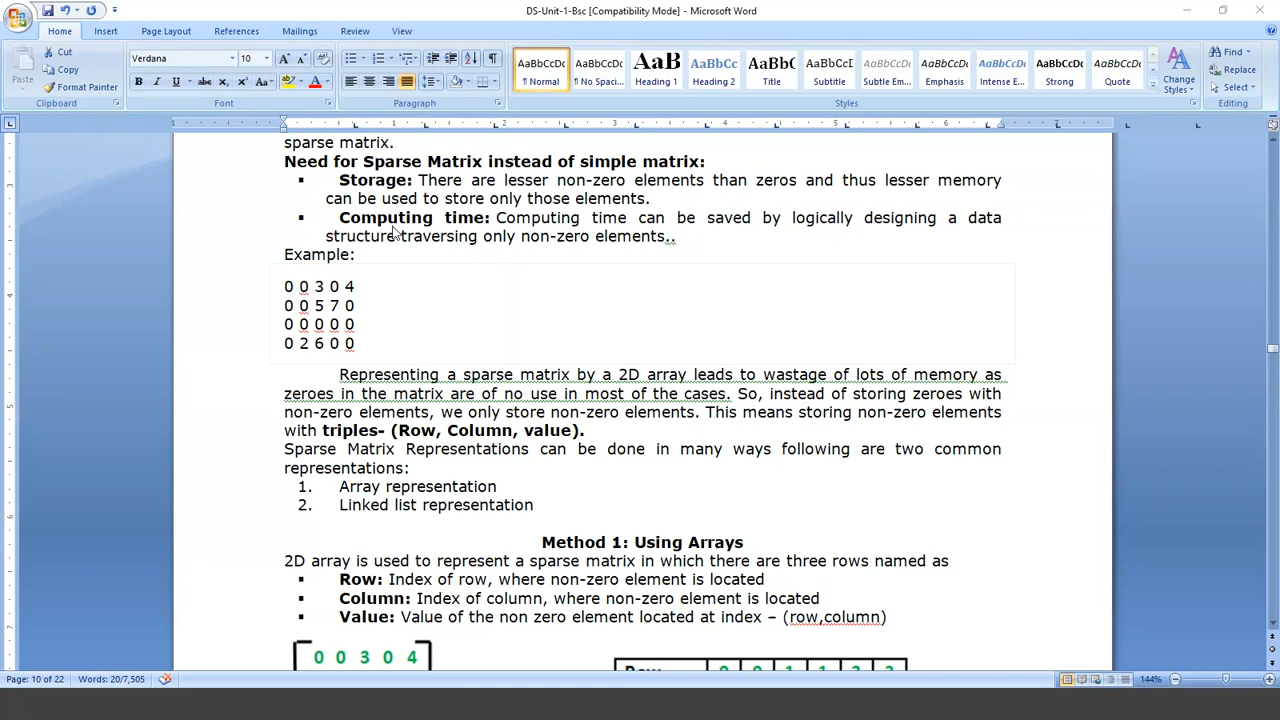 DS-Unit-1-Bsc [Compatibility Mode] - Microsoft Word
Home Insert Page Layout References Mailings Review View
Paste
Cut
Copy
Format Painter
Clipboard
Verdana 10
B I U abc x₂ x² Aa A
Font
Paragraph
AaBbCcDc AaBbCcDc AaB AaBbCc AaBbC AaBbCcI AaBbCcDc AaBbCcDc AaBbCcDc AaBbCcDc AaBbCcDc
¶ Normal ¶ No Spaci... Heading 1 Heading 2 Title Subtitle Subtle Em... Emphasis Intense E... Strong Quote
Change Styles
Styles
Find
Replace
Select
Editing
1 1 2 3 4 5 6 7
sparse matrix.
Need for Sparse Matrix instead of simple matrix:
▪ Storage: There are lesser non-zero elements than zeros and thus lesser memory
can be used to store only those elements.
▪ Computing time: Computing time can be saved by logically designing a data
structure traversing only non-zero elements..
Example:
0 0 3 0 4
0 0 5 7 0
0 0 0 0 0
0 2 6 0 0
Representing a sparse matrix by a 2D array leads to wastage of lots of memory as
zeroes in the matrix are of no use in most of the cases. So, instead of storing zeroes with
non-zero elements, we only store non-zero elements. This means storing non-zero elements
with triples- (Row, Column, value).
Sparse Matrix Representations can be done in many ways following are two common
representations:
1. Array representation
2. Linked list representation
Method 1: Using Arrays
2D array is used to represent a sparse matrix in which there are three rows named as
▪ Row: Index of row, where non-zero element is located
▪ Column: Index of column, where non-zero element is located
▪ Value: Value of the non zero element located at index – (row,column)
0 0 3 0 4
Page: 10 of 22 Words: 20/7,505 144%